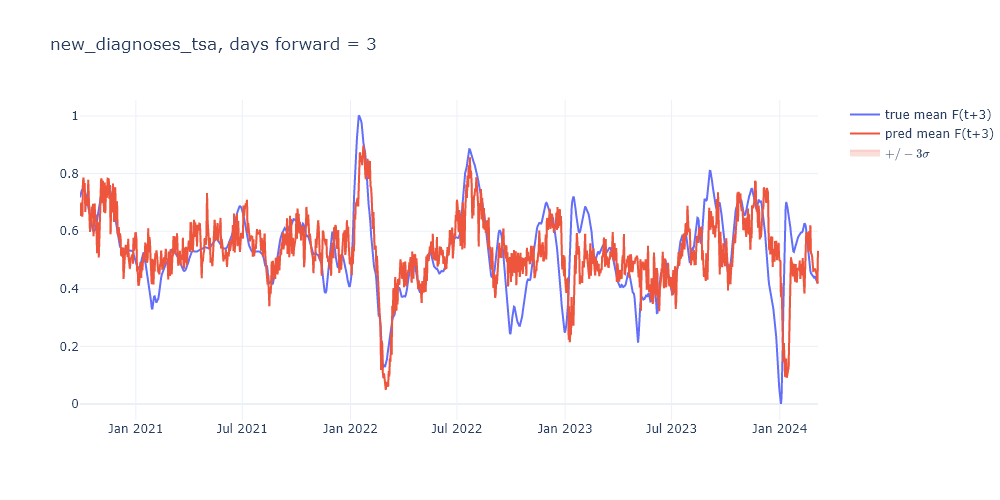 new_diagnoses_tsa, days forward = 3
true mean F(t+3)
pred mean F(t+3)
+/− 3σ
1
0.8
0.6
0.4
0.2
0
Jan 2021
Jul 2021
Jan 2022
Jul 2022
Jan 2023
Jul 2023
Jan 2024